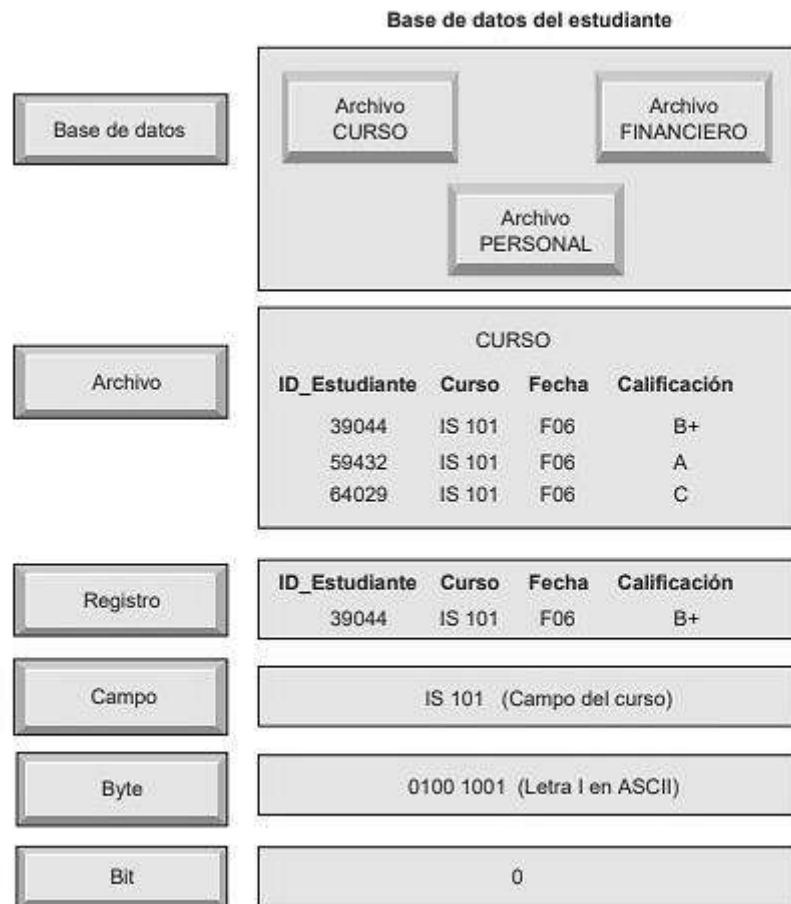 Base de datos del estudiante
Base de datos
Archivo
CURSO
Archivo
FINANCIERO
Archivo
PERSONAL
Archivo
CURSO
ID_Estudiante Curso Fecha Calificación
39044 IS 101 F06 B+
59432 IS 101 F06 A
64029 IS 101 F06 C
Registro
ID_Estudiante Curso Fecha Calificación
39044 IS 101 F06 B+
Campo
IS 101 (Campo del curso)
Byte
0100 1001 (Letra I en ASCII)
Bit
0